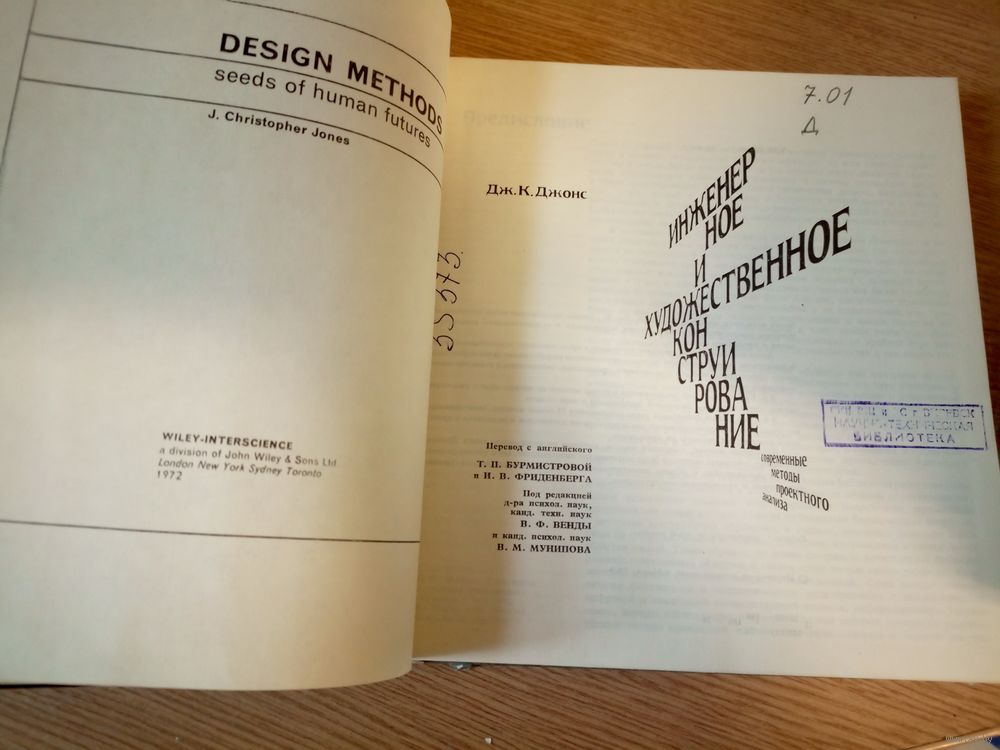 DESIGN METHODS
seeds of human futures
J. Christopher Jones
WILEY-INTERSCIENCE
a division of John Wiley & Sons Ltd.
London New York Sydney Toronto
1972
7.01
Д
Дж. К. Джонс
ИНЖЕНЕР
НОЕ
И
ХУДОЖЕСТВЕННОЕ
КОН
СТРУИ
РОВА
НИЕ
современные
методы
проектного
анализа
Перевод с английского
Т. П. БУРМИСТРОВОЙ
и И. В. ФРИДЕНБЕРГА
Под редакцией
д-ра психол. наук,
канд. техн. наук
В. Ф. ВЕНДЫ
и канд. психол. наук
В. М. МУНИПОВА
НАУЧНО-ТЕХНИЧЕСКАЯ
БИБЛИОТЕКА